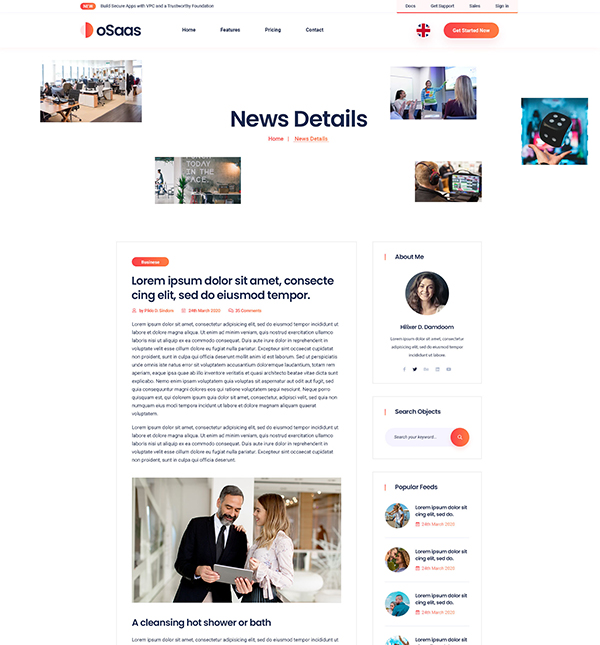 NEW Build Secure Apps with VPC and a Trustworthy Foundation Docs Get Support Sales Sign In
oSaas Home Features Pricing Contact Get Started Now
News Details
Home | News Details
TODAY
IN THE
FACE.
Business
Lorem ipsum dolor sit amet, consecte
cing elit, sed do eiusmod tempor.
24th March 2020 35 Comments
Lorem ipsum dolor sit amet, consectetur adipisicing elit, sed do eiusmod tempor incididunt ut
labore et dolore magna aliqua. Ut enim ad minim veniam, quis nostrud exercitation ullamco
laboris nisi ut aliquip ex ea commodo consequat. Duis aute irure dolor in reprehenderit in
voluptate velit esse cillum dolore eu fugiat nulla pariatur. Excepteur sint occaecat cupidatat
non proident, sunt in culpa qui officia deserunt mollit anim id est laborum. Sed ut perspiciatis
unde omnis iste natus error sit voluptatem accusantium doloremque laudantium, totam rem
aperiam, eaque ipsa quae ab illo inventore veritatis et quasi architecto beatae vitae dicta sunt
explicabo. Nemo enim ipsam voluptatem quia voluptas sit aspernatur aut odit aut fugit, sed
quia consequuntur magni dolores eos qui ratione voluptatem sequi nesciunt. Neque porro
quisquam est, qui dolorem ipsum quia dolor sit amet, consectetur, adipisci velit, sed quia non
numquam eius modi tempora incidunt ut labore et dolore magnam aliquam quaerat
voluptatem.
Lorem ipsum dolor sit amet, consectetur adipisicing elit, sed do eiusmod tempor incididunt ut
labore et dolore magna aliqua. Ut enim ad minim veniam, quis nostrud exercitation ullamco
laboris nisi ut aliquip ex ea commodo consequat. Duis aute irure dolor in reprehenderit in
voluptate velit esse cillum dolore eu fugiat nulla pariatur. Excepteur sint occaecat cupidatat
non proident, sunt in culpa qui officia deserunt.
A cleansing hot shower or bath
Lorem ipsum dolor sit amet, consectetur adipisicing elit, sed do eiusmod tempor incididunt ut
About Me
Hilixer D. Damdoom
Lorem ipsum dolor sit amet, consectetur
adipisicing elit, sed do eiusmod tempor
incididunt ut labore.
Search Objects
Search your keyword...
Popular Feeds
Lorem ipsum dolor sit
cing elit, sed do.
24th March 2020
Lorem ipsum dolor sit
cing elit, sed do.
24th March 2020
Lorem ipsum dolor sit
cing elit, sed do.
24th March 2020
Lorem ipsum dolor sit
cing elit, sed do.